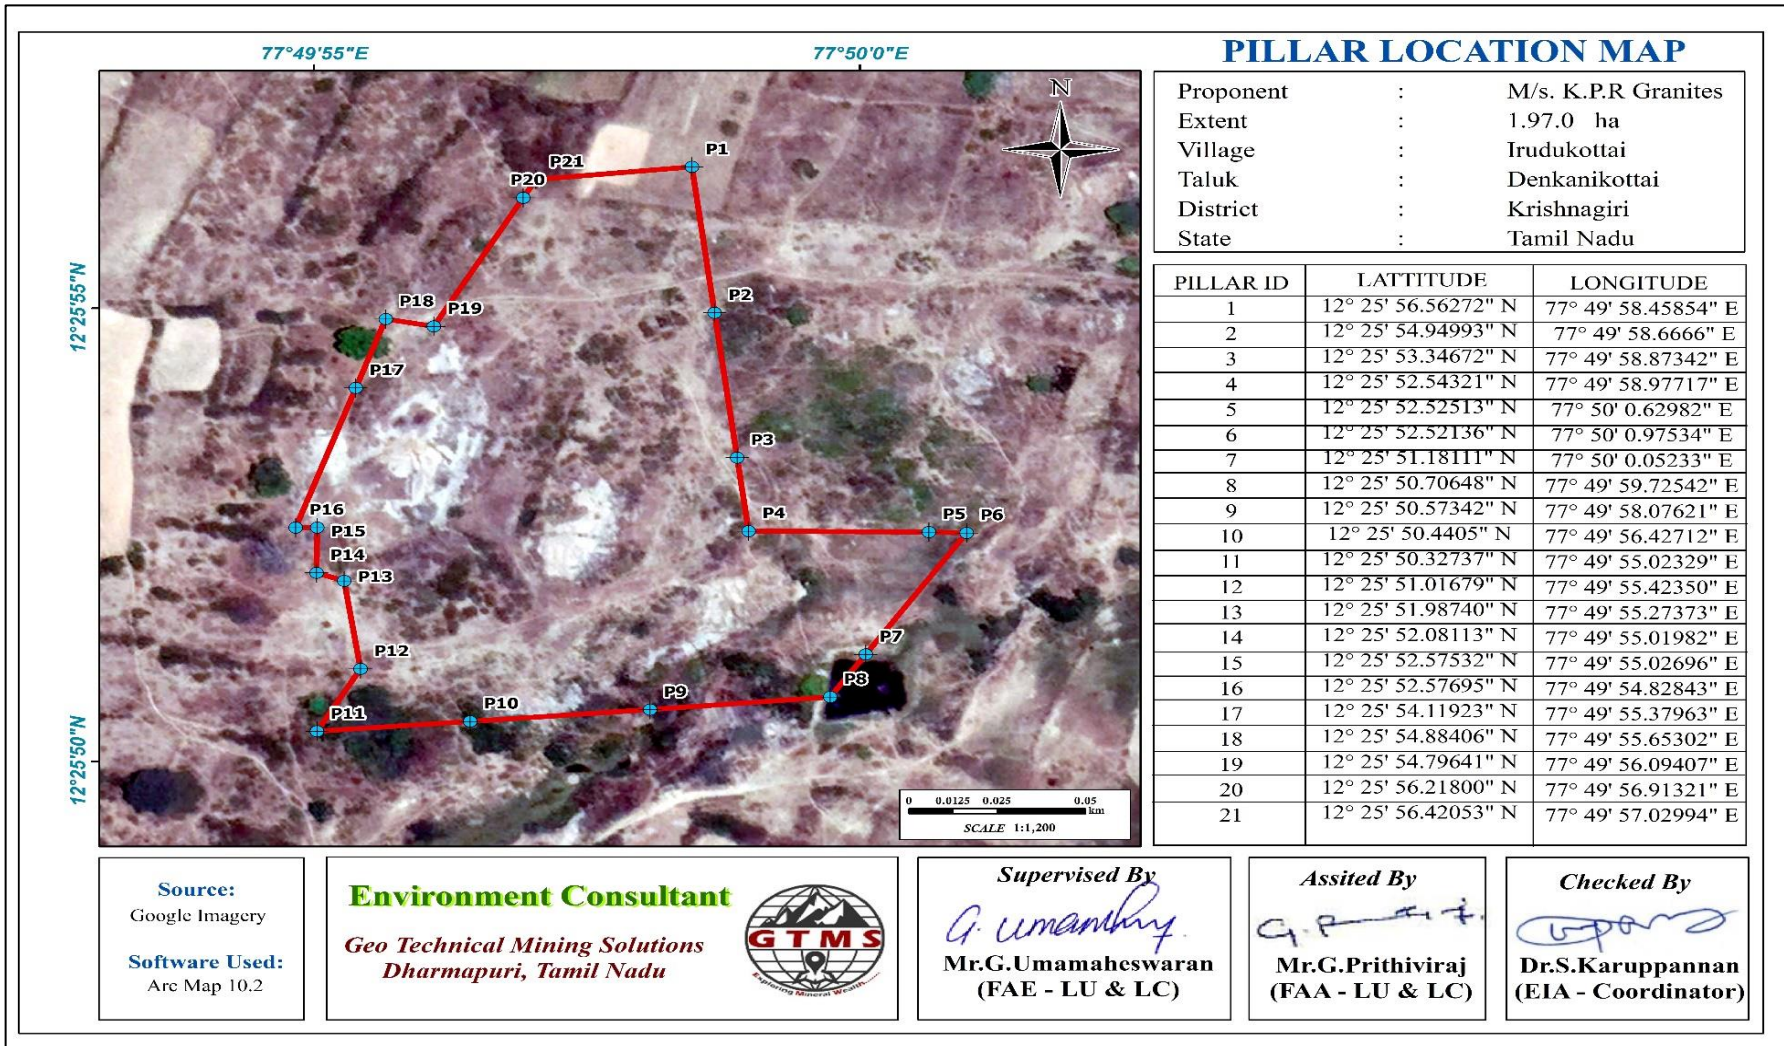 PILLAR LOCATION MAP
77°49'55"E
77°50'0"E
12°25'55"N
12°25'50"N
N
P1
P2
P3
P4
P5
P6
P7
P8
P9
P10
P11
P12
P13
P14
P15
P16
P17
P18
P19
P20
P21
0 0.0125 0.025 0.05
km
SCALE 1:1,200
Proponent : M/s. K.P.R Granites
Extent : 1.97.0 ha
Village : Irudukottai
Taluk : Denkanikottai
District : Krishnagiri
State : Tamil Nadu
PILLAR ID LATTITUDE LONGITUDE
1 12° 25' 56.56272" N 77° 49' 58.45854" E
2 12° 25' 54.94993" N 77° 49' 58.6666" E
3 12° 25' 53.34672" N 77° 49' 58.87342" E
4 12° 25' 52.54321" N 77° 49' 58.97717" E
5 12° 25' 52.52513" N 77° 50' 0.62982" E
6 12° 25' 52.52136" N 77° 50' 0.97534" E
7 12° 25' 51.18111" N 77° 50' 0.05233" E
8 12° 25' 50.70648" N 77° 49' 59.72542" E
9 12° 25' 50.57342" N 77° 49' 58.07621" E
10 12° 25' 50.4405" N 77° 49' 56.42712" E
11 12° 25' 50.32737" N 77° 49' 55.02329" E
12 12° 25' 51.01679" N 77° 49' 55.42350" E
13 12° 25' 51.98740" N 77° 49' 55.27373" E
14 12° 25' 52.08113" N 77° 49' 55.01982" E
15 12° 25' 52.57532" N 77° 49' 55.02696" E
16 12° 25' 52.57695" N 77° 49' 54.82843" E
17 12° 25' 54.11923" N 77° 49' 55.37963" E
18 12° 25' 54.88406" N 77° 49' 55.65302" E
19 12° 25' 54.79641" N 77° 49' 56.09407" E
20 12° 25' 56.21800" N 77° 49' 56.91321" E
21 12° 25' 56.42053" N 77° 49' 57.02994" E
Source:
Google Imagery
Software Used:
Arc Map 10.2
Environment Consultant
Geo Technical Mining Solutions
Dharmapuri, Tamil Nadu
GTMS
Exploring Mineral Wealth......
Supervised By
Mr.G.Umamaheswaran
(FAE - LU & LC)
Assited By
Mr.G.Prithiviraj
(FAA - LU & LC)
Checked By
Dr.S.Karuppannan
(EIA - Coordinator)